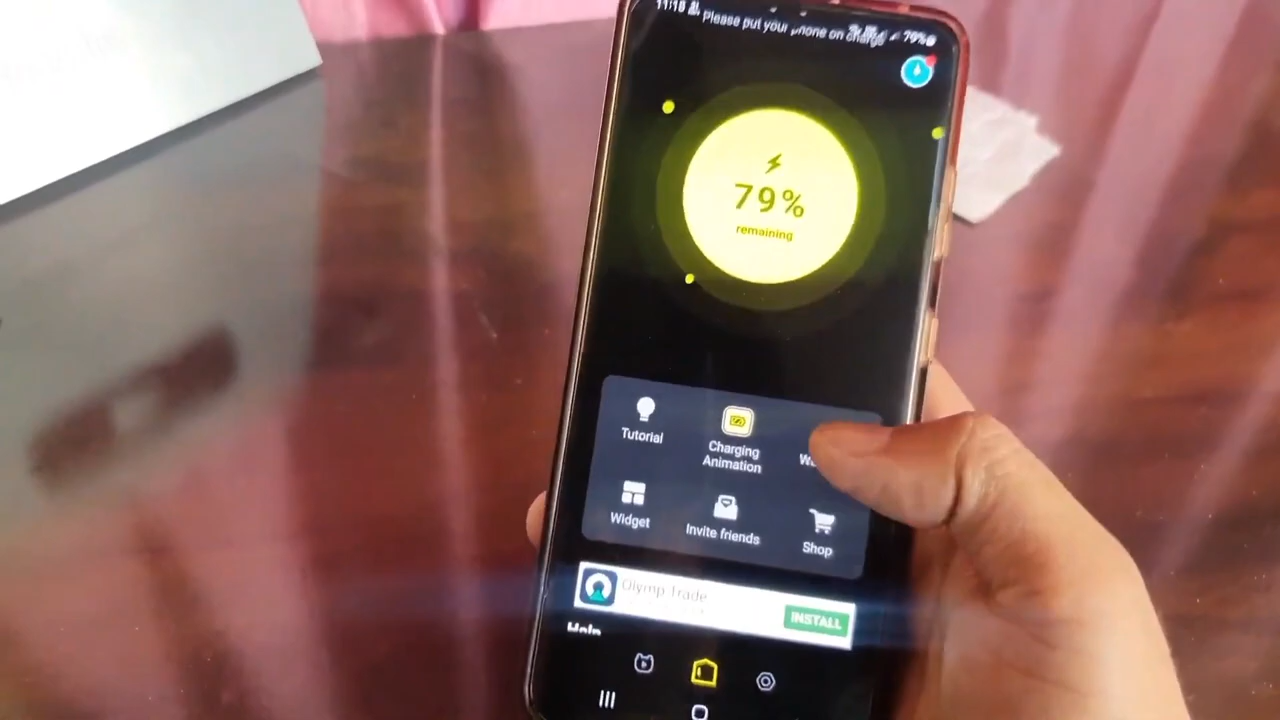 11:18
Please put your phone on charge
79%
79%
remaining
Tutorial
Charging
Animation
Widget
Invite friends
Shop
Olymp Trade
INSTALL
Help